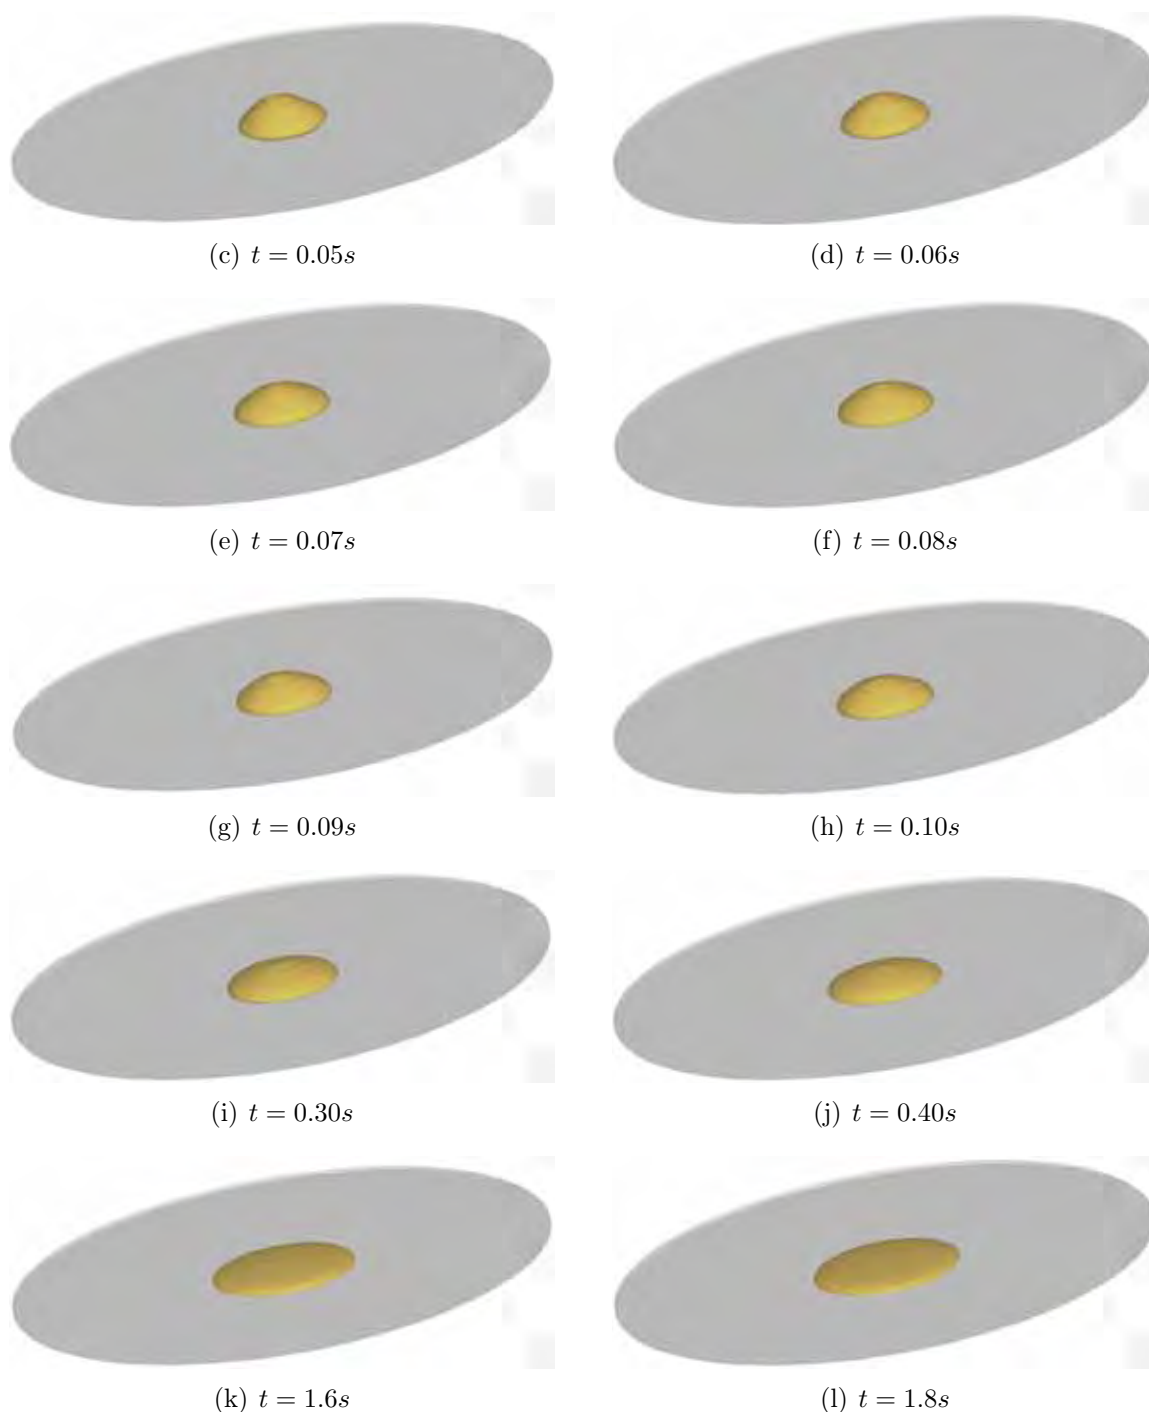 (c) t = 0.05s
(d) t = 0.06s
(e) t = 0.07s
(f) t = 0.08s
(g) t = 0.09s
(h) t = 0.10s
(i) t = 0.30s
(j) t = 0.40s
(k) t = 1.6s
(l) t = 1.8s